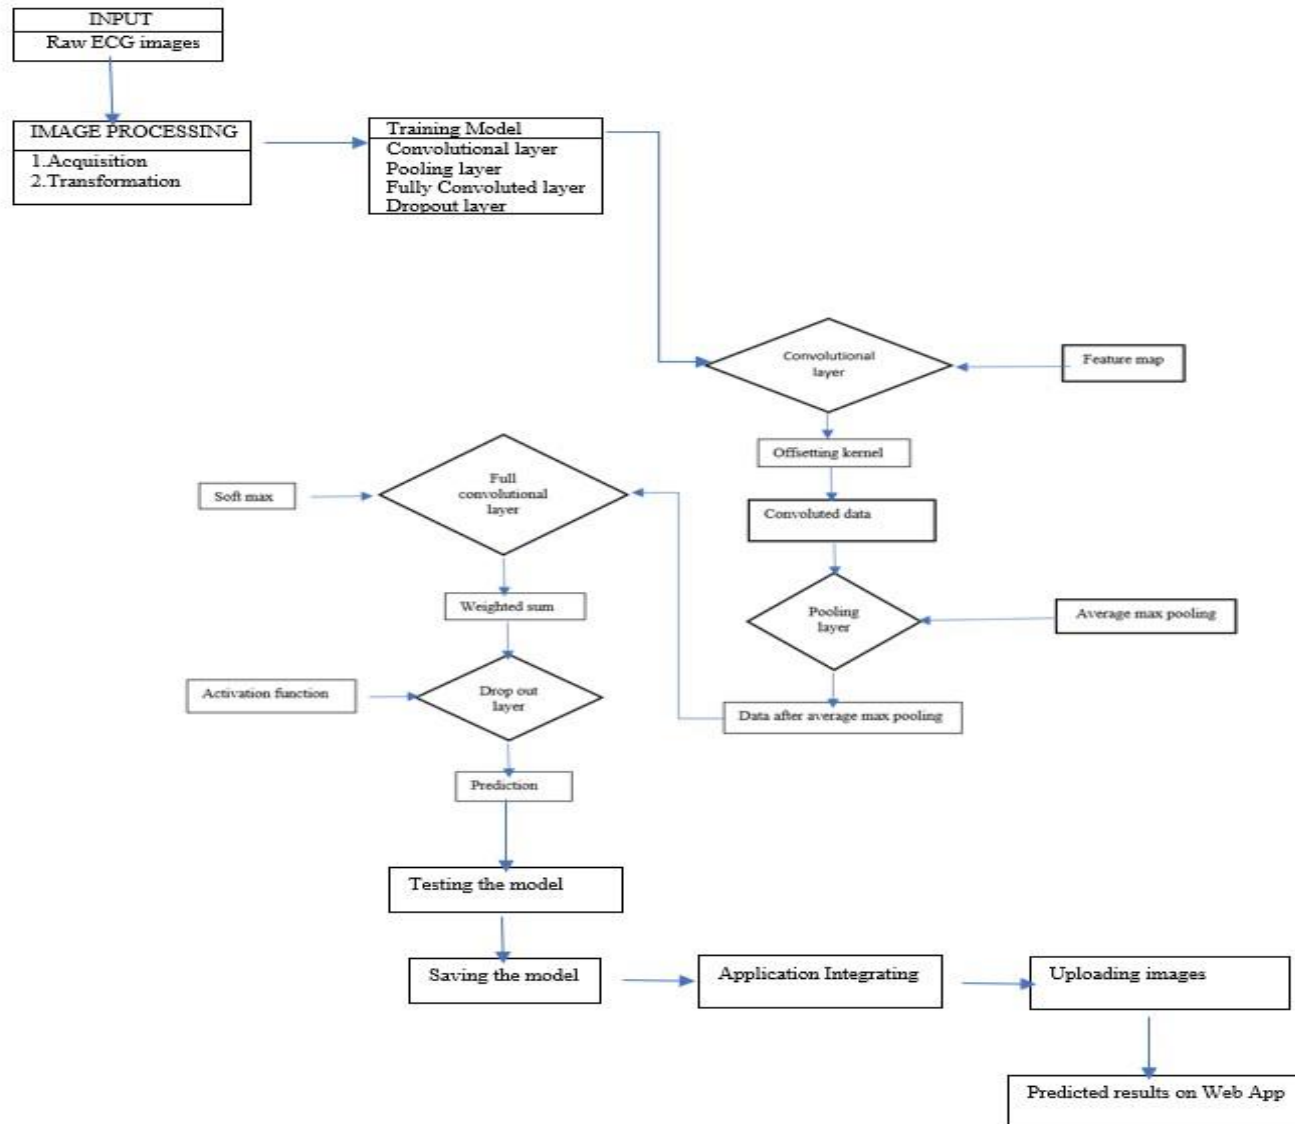 INPUT
Raw ECG images
IMAGE PROCESSING
1.Acquisition
2.Transformation
Training Model
Convolutional layer
Pooling layer
Fully Convoluted layer
Dropout layer
Convolutional
layer
Feature map
Offsetting kernel
Convoluted data
Pooling
layer
Average max pooling
Data after average max pooling
Full
convolutional
layer
Soft max
Weighted sum
Drop out
layer
Activation function
Prediction
Testing the model
Saving the model
Application Integrating
Uploading images
Predicted results on Web App